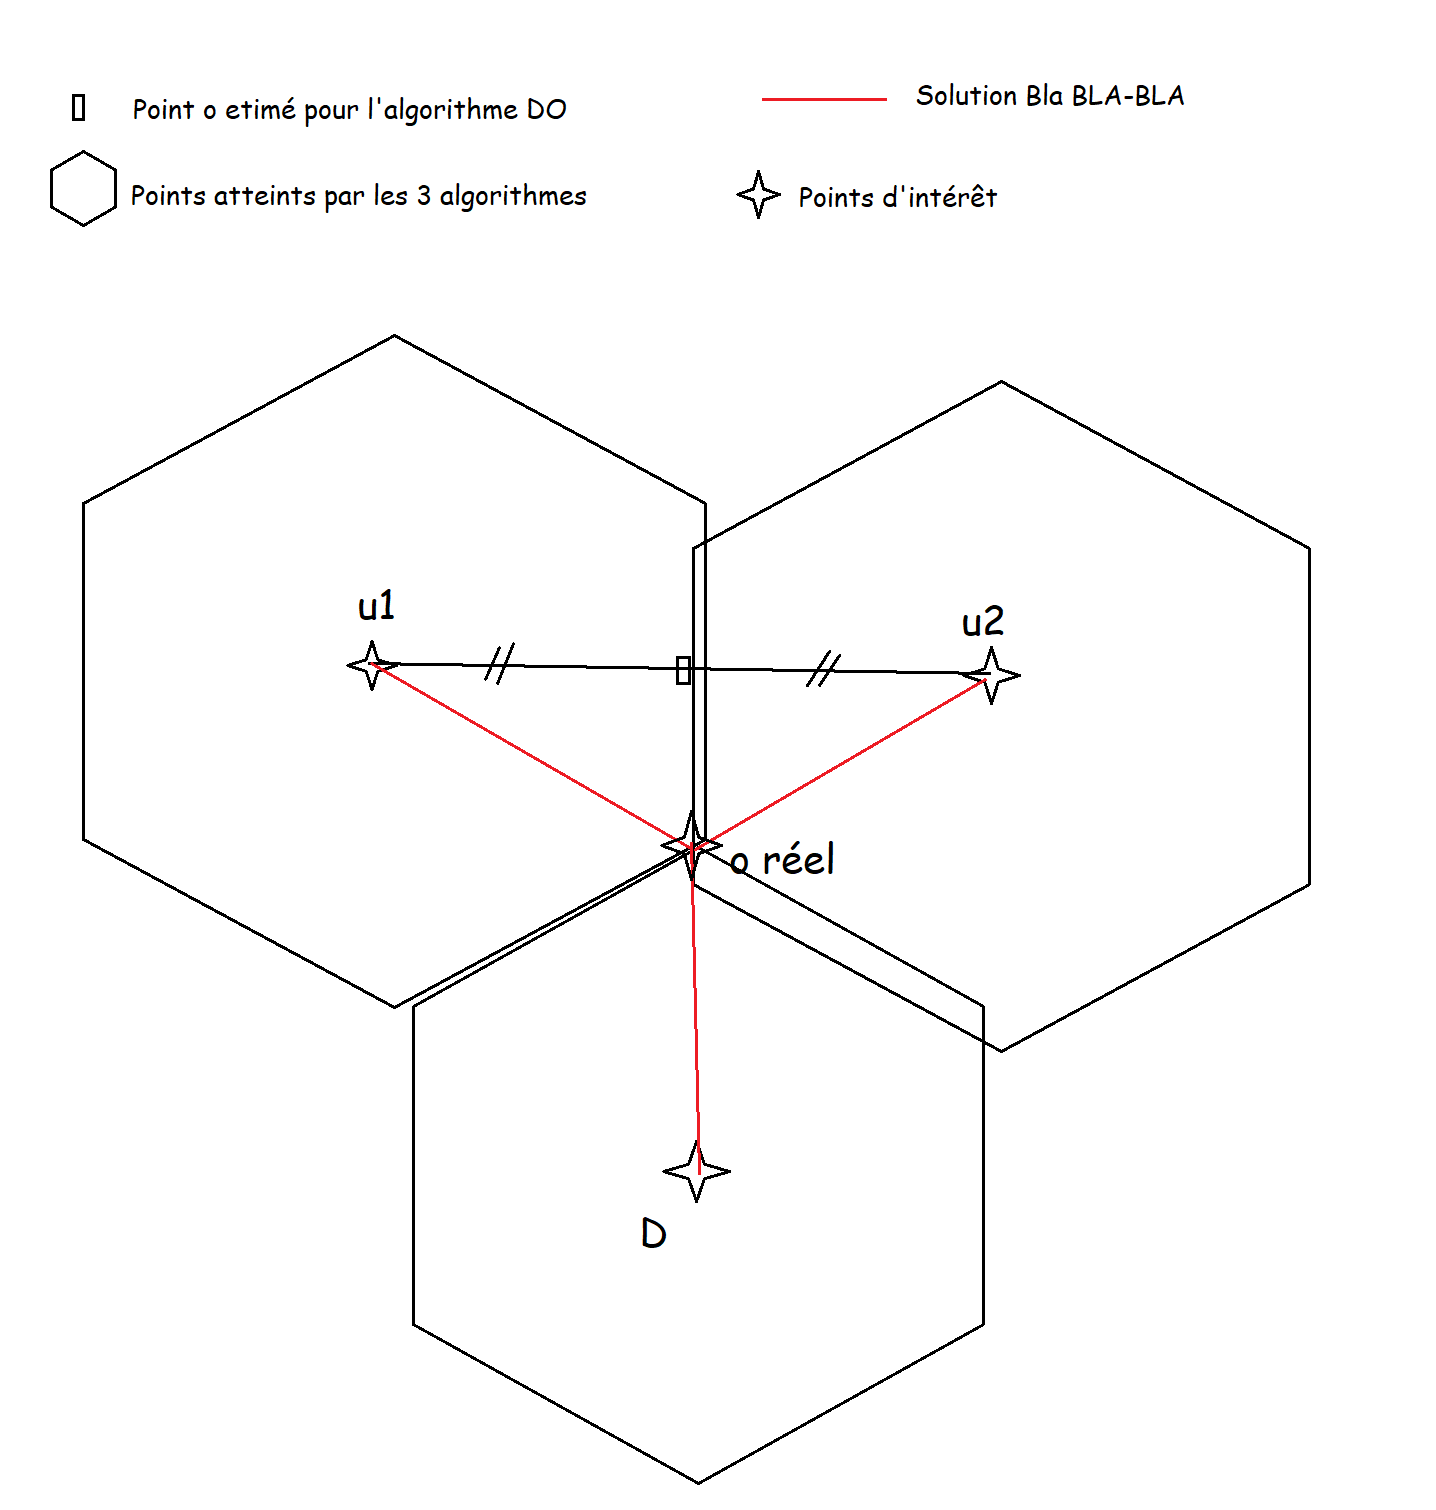 Point o etimé pour l'algorithme DO
Solution Bla BLA-BLA
Points atteints par les 3 algorithmes
Points d'intérêt
u1
u2
o réel
D